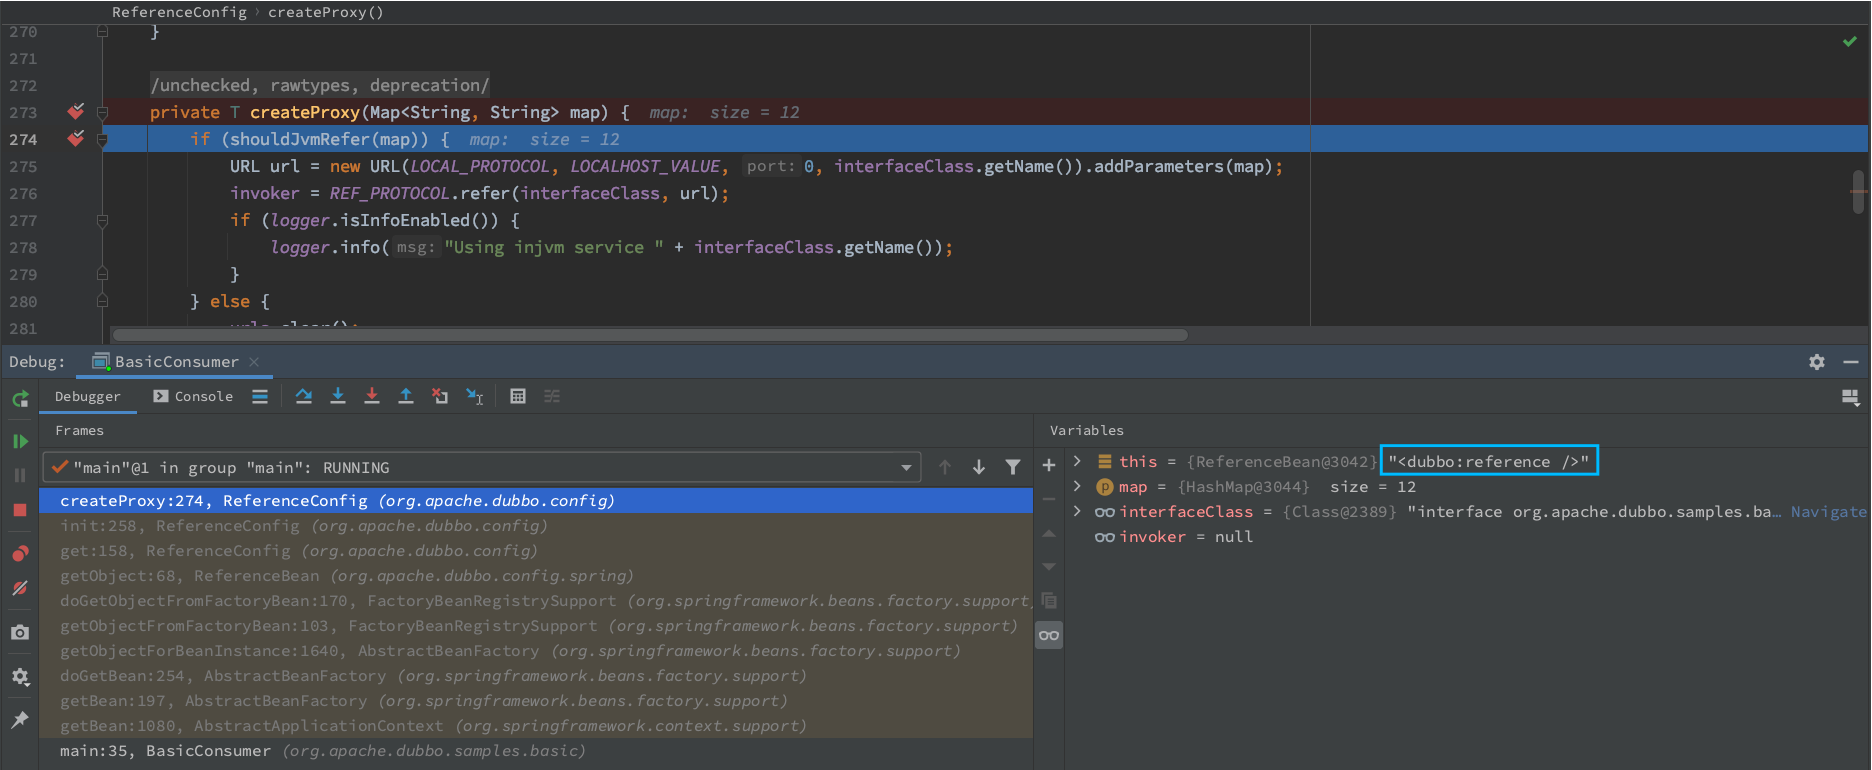 ReferenceConfig › createProxy()
270 }
271
272 /unchecked, rawtypes, deprecation/
273 private T createProxy(Map<String, String> map) { map: size = 12
274 if (shouldJvmRefer(map)) { map: size = 12
275 URL url = new URL(LOCAL_PROTOCOL, LOCALHOST_VALUE, port: 0, interfaceClass.getName()).addParameters(map);
276 invoker = REF_PROTOCOL.refer(interfaceClass, url);
277 if (logger.isInfoEnabled()) {
278 logger.info( msg: "Using injvm service " + interfaceClass.getName());
279 }
280 } else {
281 urls.clear();
Debug: BasicConsumer
Debugger Console
Frames
"main"@1 in group "main": RUNNING
createProxy:274, ReferenceConfig (org.apache.dubbo.config)
init:258, ReferenceConfig (org.apache.dubbo.config)
get:158, ReferenceConfig (org.apache.dubbo.config)
getObject:68, ReferenceBean (org.apache.dubbo.config.spring)
doGetObjectFromFactoryBean:170, FactoryBeanRegistrySupport (org.springframework.beans.factory.support)
getObjectFromFactoryBean:103, FactoryBeanRegistrySupport (org.springframework.beans.factory.support)
getObjectForBeanInstance:1640, AbstractBeanFactory (org.springframework.beans.factory.support)
doGetBean:254, AbstractBeanFactory (org.springframework.beans.factory.support)
getBean:197, AbstractBeanFactory (org.springframework.beans.factory.support)
getBean:1080, AbstractApplicationContext (org.springframework.context.support)
main:35, BasicConsumer (org.apache.dubbo.samples.basic)
Variables
this = {ReferenceBean@3042} "<dubbo:reference />"
p map = {HashMap@3044} size = 12
interfaceClass = {Class@2389} "interface org.apache.dubbo.samples.ba... Navigate
invoker = null